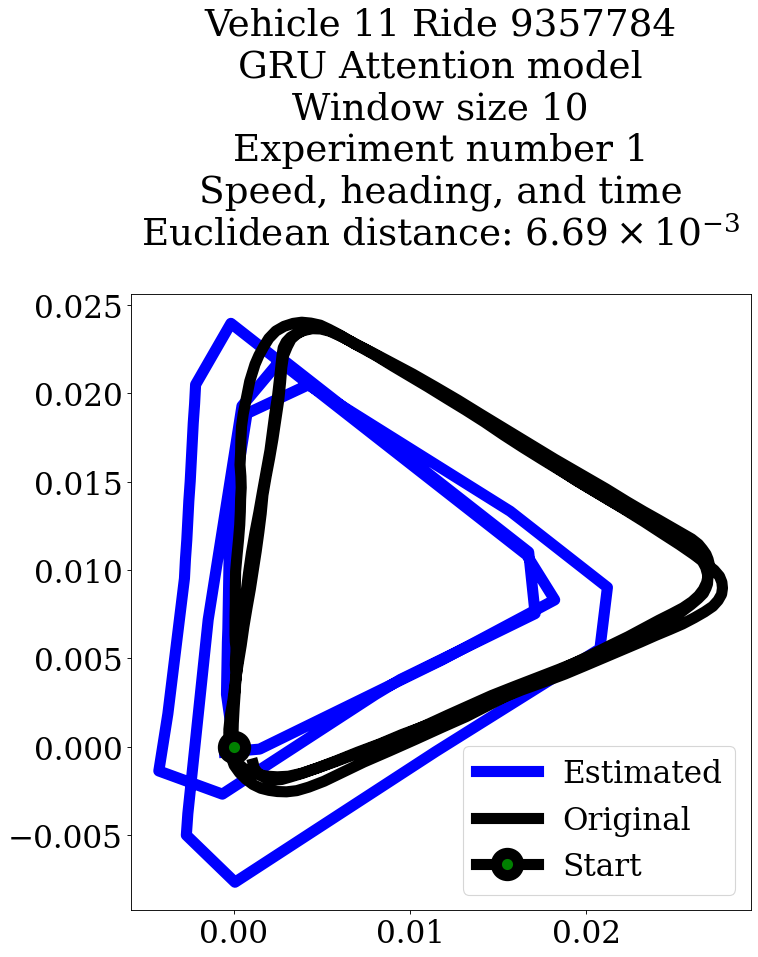 Vehicle 11 Ride 9357784
GRU Attention model
Window size 10
Experiment number 1
Speed, heading, and time
Euclidean distance: 6.69 × 10⁻³
0.025
0.020
0.015
0.010
0.005
0.000
−0.005
Estimated
Original
Start
0.00 0.01 0.02